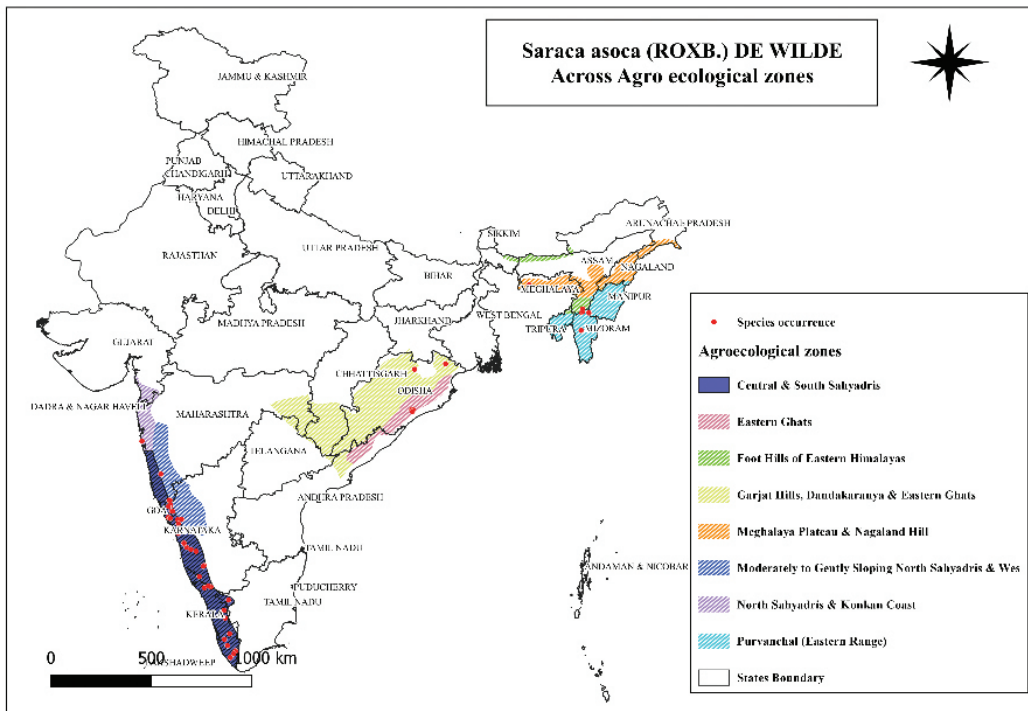 Saraca asoca (ROXB.) DE WILDE
Across Agro ecological zones
JAMMU & KASHMIR
HIMACHAL PRADESH
PUNJAB
CHANDIGARH
UTTARAKHAND
HARYANA
DELHI
ARUNACHAL PRADESH
SIKKIM
RAJASTHAN
UTTAR PRADESH
ASSAM
NAGALAND
BIHAR
MEGHALAYA
MANIPUR
JHARKHAND
WEST BENGAL
TRIPURA
MIZORAM
MADHYA PRADESH
GUJARAT
CHHATTISGARH
ODISHA
DADRA & NAGAR HAVELI
MAHARASHTRA
TELANGANA
ANDHRA PRADESH
GOA
KARNATAKA
TAMIL NADU
ANDAMAN & NICOBAR
PUDUCHERRY
TAMIL NADU
KERALA
KSHADWEEP
0 500 1000 km
Species occurrence
Agroecological zones
Central & South Sahyadris
Eastern Ghats
Foot Hills of Eastern Himalayas
Garjat Hills, Dandakaranya & Eastern Ghats
Meghalaya Plateau & Nagaland Hill
Moderately to Gently Sloping North Sahyadris & Wes
North Sahyadris & Konkan Coast
Purvanchal (Eastern Range)
States Boundary